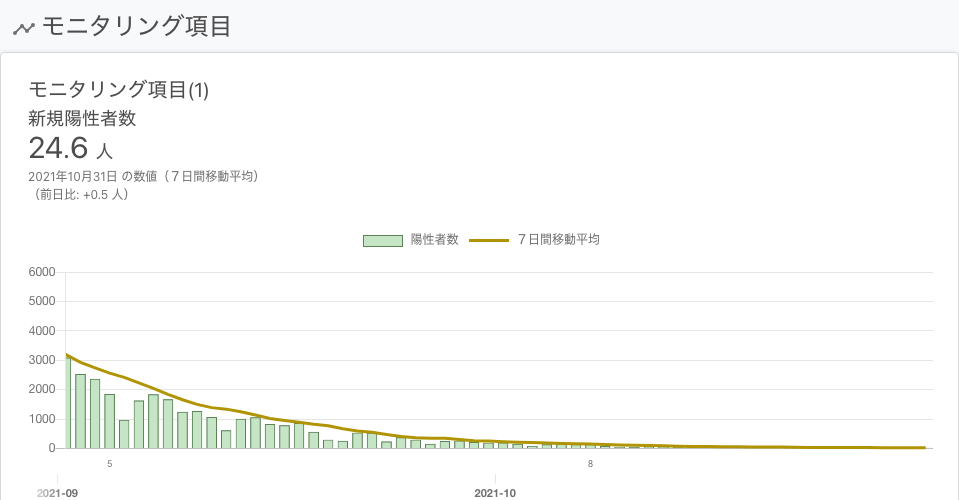 モニタリング項目
モニタリング項目(1)
新規陽性者数
24.6 人
2021年10月31日 の数値（７日間移動平均）
（前日比: +0.5 人）
陽性者数 ７日間移動平均
6000
5000
4000
3000
2000
1000
0
5 8
2021-09 2021-10